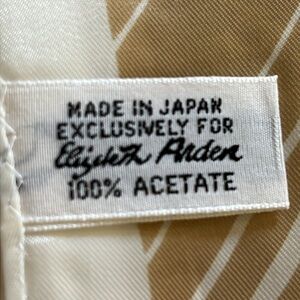 MADE IN JAPAN
EXCLUSIVELY FOR
Elizabeth Arden
100% ACETATE